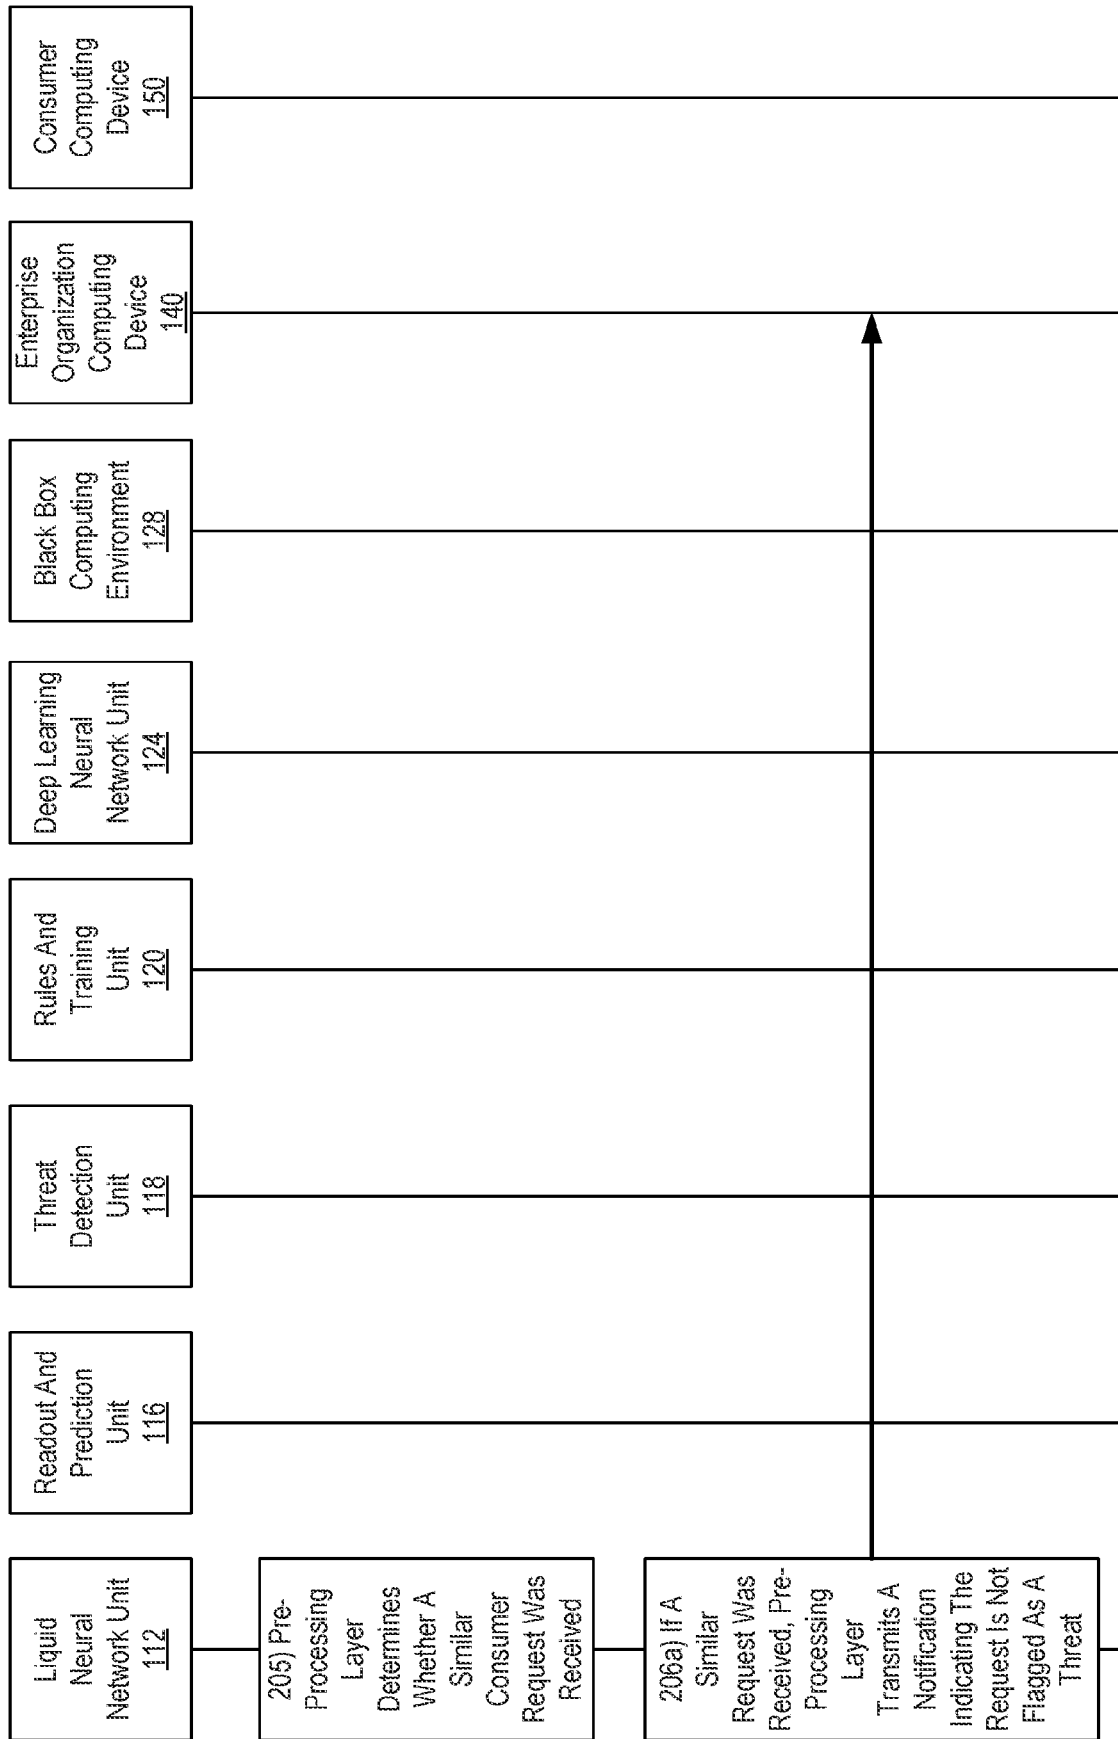 Liquid
Neural
Network Unit
112
Readout And
Prediction
Unit
116
Threat
Detection
Unit
118
Rules And
Training
Unit
120
Deep Learning
Neural
Network Unit
124
Black Box
Computing
Environment
128
Enterprise
Organization
Computing
Device
140
Consumer
Computing
Device
150
205) Pre-
Processing
Layer
Determines
Whether A
Similar
Consumer
Request Was
Received
206a) If A
Similar
Request Was
Received, Pre-
Processing
Layer
Transmits A
Notification
Indicating The
Request Is Not
Flagged As A
Threat